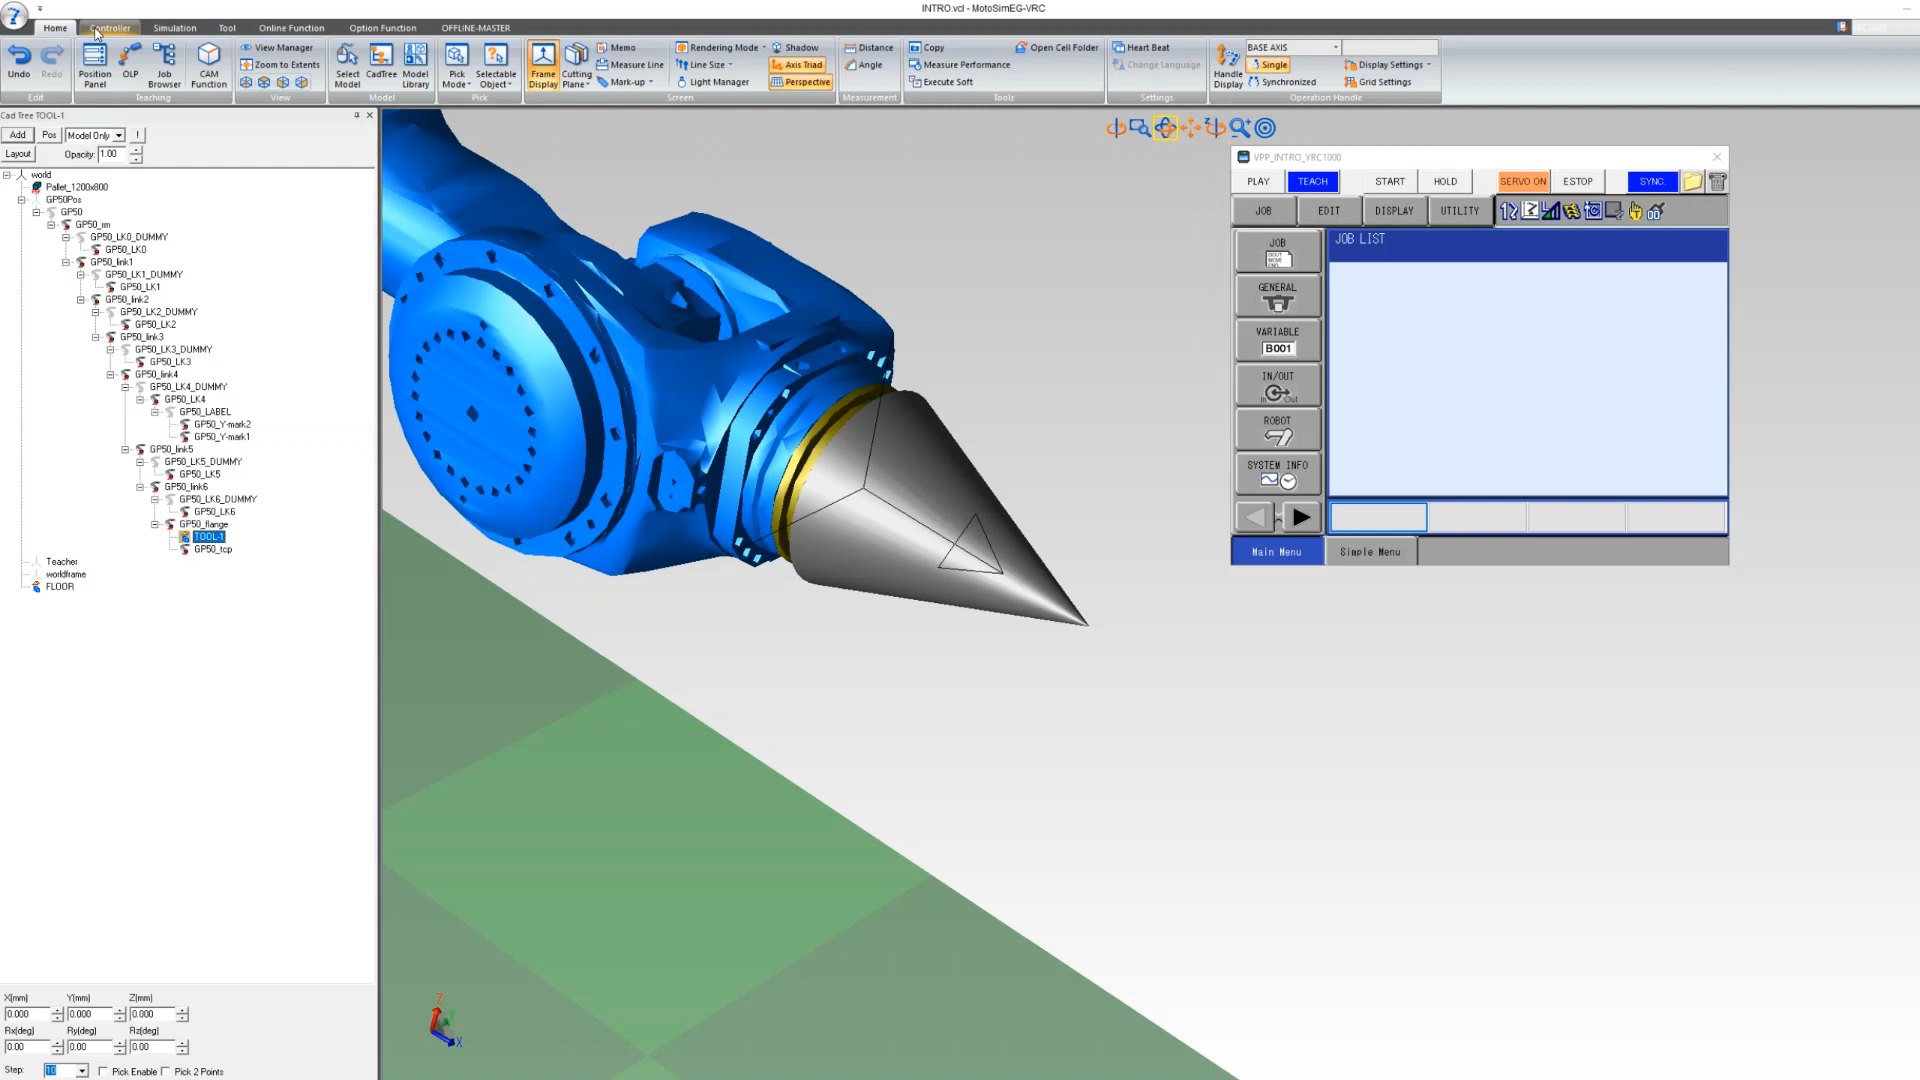 INTRO.vcl - MotoSimEG-VRC
Home Controller Simulation Tool Online Function Option Function OFFLINE-MASTER
Undo Redo Edit
Position Panel OLP Job Browser CAM Function Teaching
View Manager
Zoom to Extents
View
Select Model CadTree Model Library Model
Pick Mode Selectable Object Pick
Frame Display Cutting Plane
Memo
Measure Line
Mark-up
Rendering Mode
Line Size
Light Manager
Shadow
Axis Triad
Perspective
Screen
Distance
Angle
Measurement
Copy
Measure Performance
Execute Soft
Open Cell Folder
Tools
Heart Beat
Change Language
Settings
Handle Display
BASE AXIS
Single
Synchronized
Display Settings
Grid Settings
Operation Handle
Cad Tree TOOL-1
Add Pos Model Only !
Layout Opacity: 1.00
world
Pallet_1200x800
GP50Pos
GP50
GP50_rm
GP50_LK0_DUMMY
GP50_LK0
GP50_link1
GP50_LK1_DUMMY
GP50_LK1
GP50_link2
GP50_LK2_DUMMY
GP50_LK2
GP50_link3
GP50_LK3_DUMMY
GP50_LK3
GP50_link4
GP50_LK4_DUMMY
GP50_LK4
GP50_LABEL
GP50_Y-mark2
GP50_Y-mark1
GP50_link5
GP50_LK5_DUMMY
GP50_LK5
GP50_link6
GP50_LK6_DUMMY
GP50_LK6
GP50_flange
TOOL-1
GP50_tcp
Teacher
worldframe
FLOOR
X(mm) Y(mm) Z(mm)
0.000 0.000 0.000
Rx(deg) Ry(deg) Rz(deg)
0.00 0.00 0.00
Step: 10 Pick Enable Pick 2 Points
Z
X
VPP_INTRO_YRC1000
PLAY TEACH START HOLD SERVO ON ESTOP SYNC.
JOB EDIT DISPLAY UTILITY
JOB LIST
JOB
DOUT
MOVE
END
GENERAL
VARIABLE
B001
IN/OUT
In Out
ROBOT
SYSTEM INFO
Main Menu Simple Menu